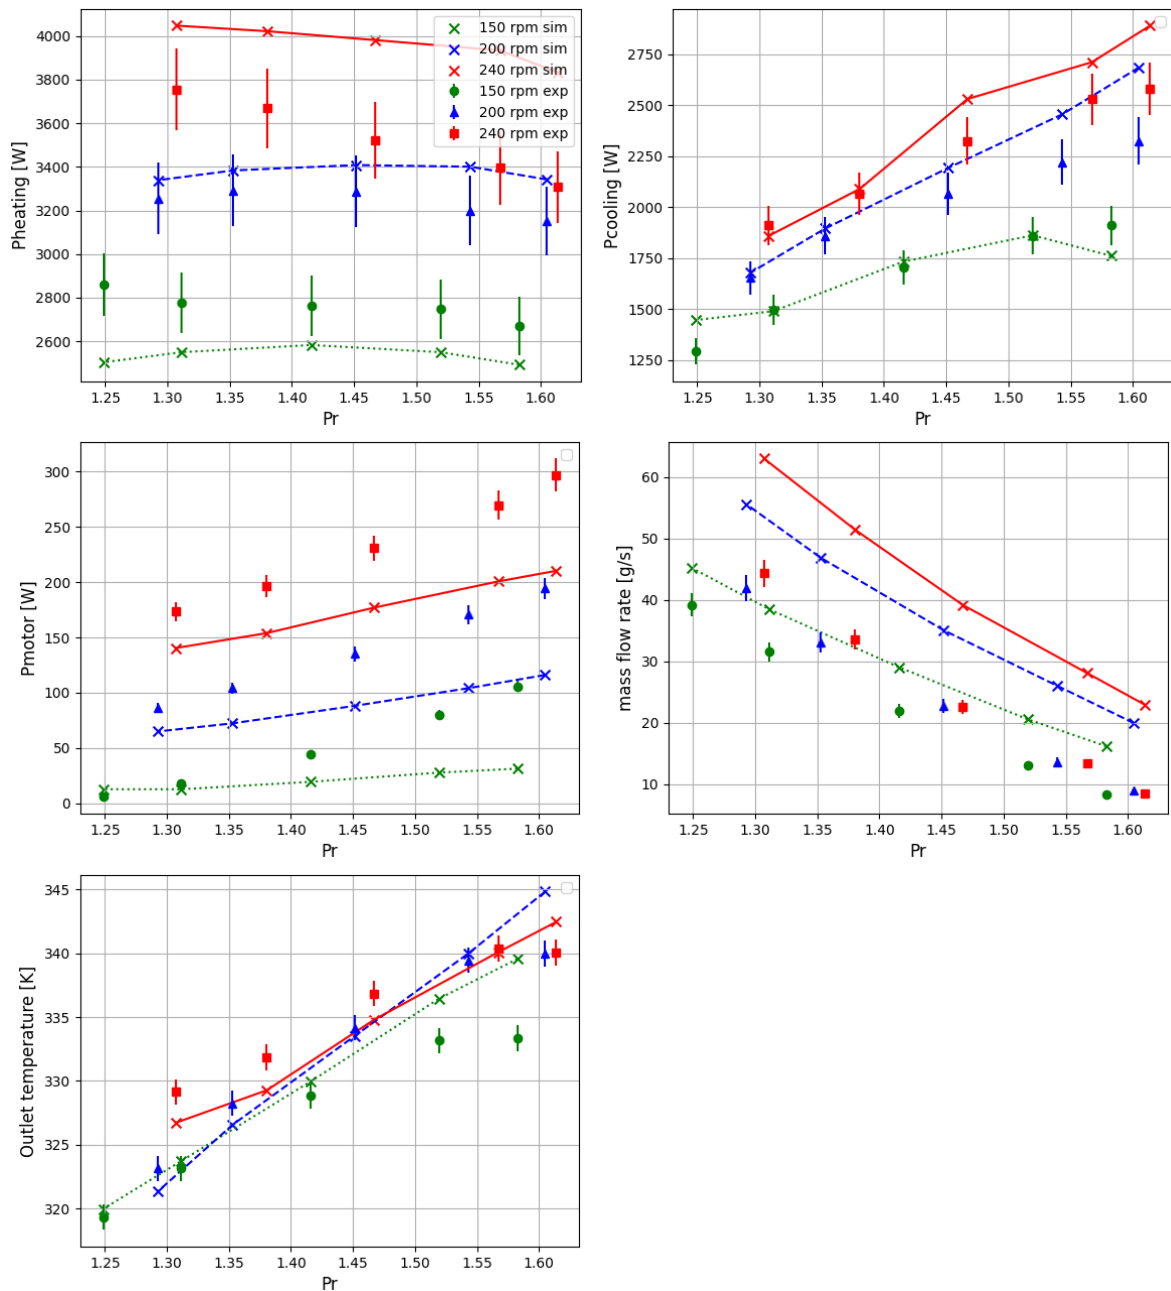 4000
3800
3600
3400
3200
3000
2800
2600
Pheating [W]
1.25 1.30 1.35 1.40 1.45 1.50 1.55 1.60
Pr
150 rpm sim
200 rpm sim
240 rpm sim
150 rpm exp
200 rpm exp
240 rpm exp
2750
2500
2250
2000
1750
1500
1250
Pcooling [W]
1.25 1.30 1.35 1.40 1.45 1.50 1.55 1.60
Pr
300
250
200
150
100
50
0
Pmotor [W]
1.25 1.30 1.35 1.40 1.45 1.50 1.55 1.60
Pr
60
50
40
30
20
10
mass flow rate [g/s]
1.25 1.30 1.35 1.40 1.45 1.50 1.55 1.60
Pr
345
340
335
330
325
320
Outlet temperature [K]
1.25 1.30 1.35 1.40 1.45 1.50 1.55 1.60
Pr